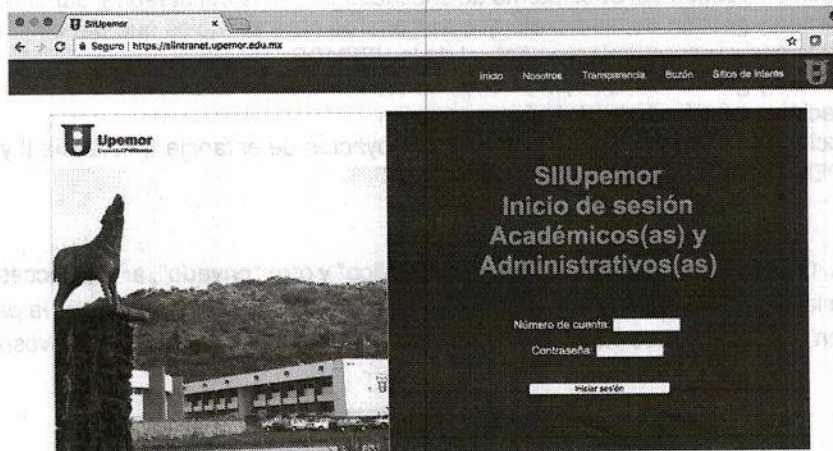 SIIUpemor
Seguro | https://siintranet.upemor.edu.mx
Inicio Nosotros Transparencia Buzón Sitios de Interés
Upemor
SIIUpemor
Inicio de sesión
Académicos(as) y
Administrativos(as)
Número de cuenta:
Contraseña:
Iniciar sesión